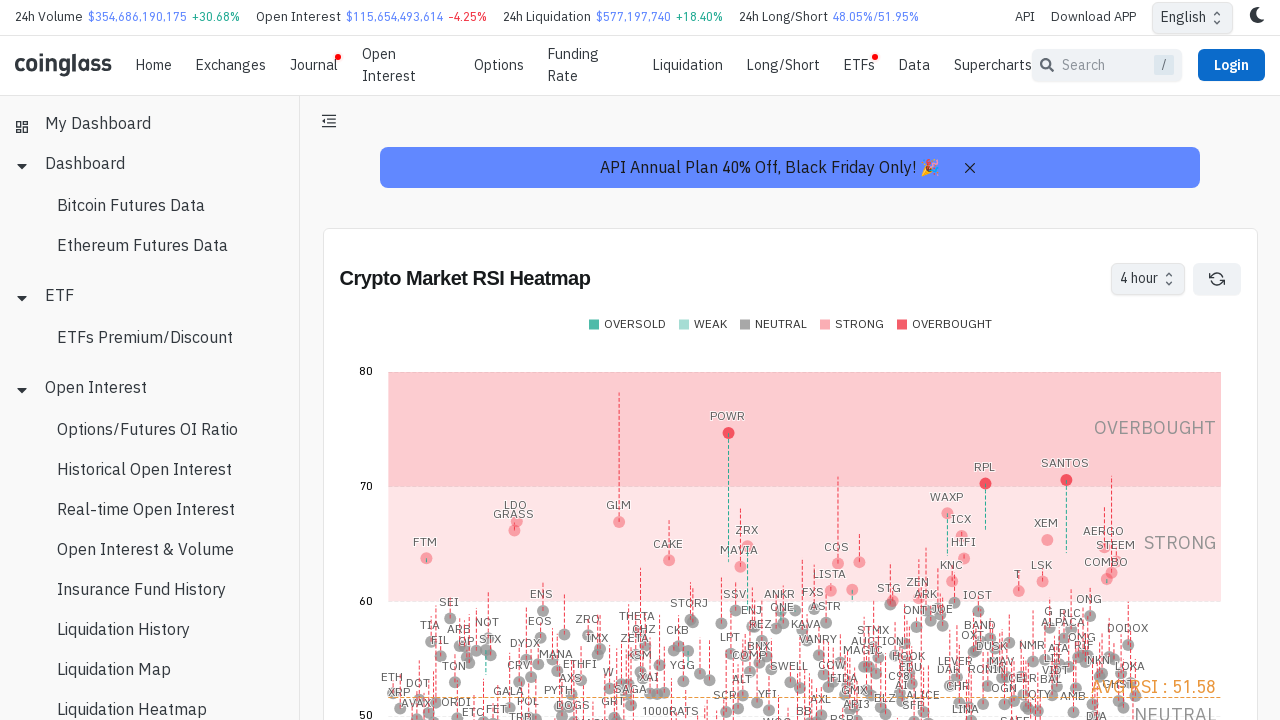 24h Volume $354,686,190,175 +30.68% Open Interest $115,654,493,614 -4.25% 24h Liquidation $577,197,740 +18.40% 24h Long/Short 48.05%/51.95% API Download APP English
coinglass Home Exchanges Journal Open Interest Options Funding Rate Liquidation Long/Short ETFs Data Supercharts Search / Login
My Dashboard
Dashboard
Bitcoin Futures Data
Ethereum Futures Data
ETF
ETFs Premium/Discount
Open Interest
Options/Futures OI Ratio
Historical Open Interest
Real-time Open Interest
Open Interest & Volume
Insurance Fund History
Liquidation History
Liquidation Map
Liquidation Heatmap
API Annual Plan 40% Off, Black Friday Only! 🎉
Crypto Market RSI Heatmap 4 hour
OVERSOLD WEAK NEUTRAL STRONG OVERBOUGHT
80
POWR
OVERBOUGHT
SANTOS
RPL
70
WAXP
LDO GLM
GRASS
ICX
XEM
AERGO
ZRX
FTM CAKE HIFI STRONG
STEEM
MAVIA COS
COMBO
KNC LSK
LISTA T
ZEN
STG
ENS SSV ANKR FXS ARK IOST
ONG
60
SEI STORJ
ENJ ONE ASTR ONT JOE
G RLC
THETA
EOS ZRO
NOT
ALPACA
TIA REZ KAVA BAND
ARB CHZ CKB STMX DODOX
OXT
LPT OMG
FIL OP STX IMX ZETA VANRY
DYDX AUCTION
BNX DUSK NMR RIF
MAGIC ATA
MANA KSM COMP HOOK
LIT NKN
LEVER MAV
TON CRV ETHFI YGG SWELL COW EDU LOKA
DAR RONIN VIDT
ETH AXS W XAI ALT FIDA C98 CELR BAL
AI CHR
AVG RSI : 51.58
XRP GALA PYTH SAGA SCR YFI GMX OGN
ALICE AMB
AVAX ORDI POL GRT AXL BLZ
DOGS ARI3 SFP
ETC FET 1000RATS LINA
50 NEUTRAL
DIA